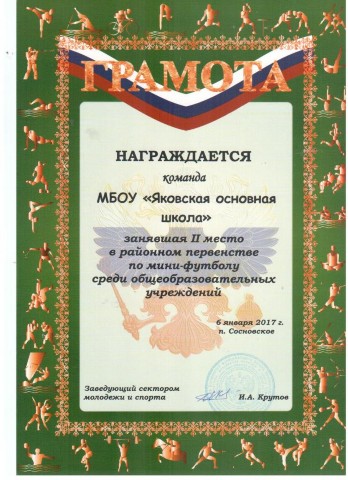 ГРАМОТА
НАГРАЖДАЕТСЯ
команда
МБОУ «Яковская основная
школа»
занявшая II место
в районном первенстве
по мини-футболу
среди общеобразовательных
учреждений
6 января 2017 г.
п. Сосновское
Заведующий сектором
молодежи и спорта
И.А. Крутов